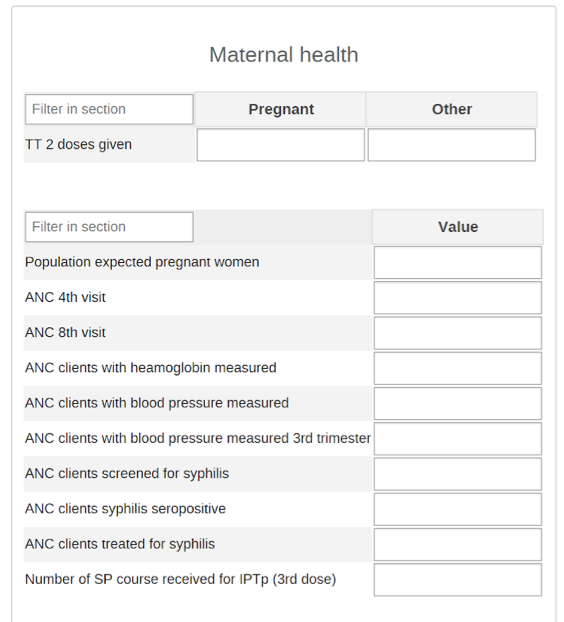 Maternal health
Filter in section Pregnant Other
TT 2 doses given
Filter in section Value
Population expected pregnant women
ANC 4th visit
ANC 8th visit
ANC clients with heamoglobin measured
ANC clients with blood pressure measured
ANC clients with blood pressure measured 3rd trimester
ANC clients screened for syphilis
ANC clients syphilis seropositive
ANC clients treated for syphilis
Number of SP course received for IPTp (3rd dose)